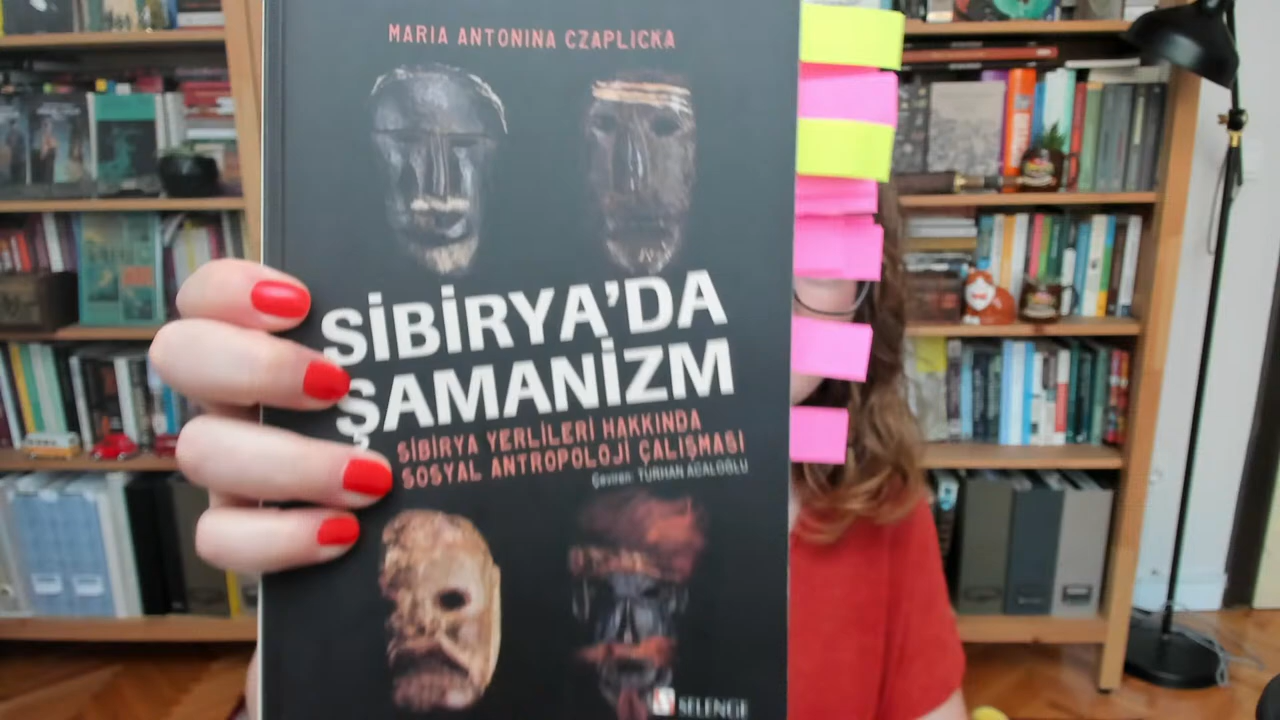 MARIA ANTONINA CZAPLICKA
SİBİRYA'DA
ŞAMANİZM
SİBİRYA YERLİLERİ HAKKINDA
SOSYAL ANTROPOLOJİ ÇALIŞMASI
Çeviren: TURHAN ACALOĞLU
SELENGE